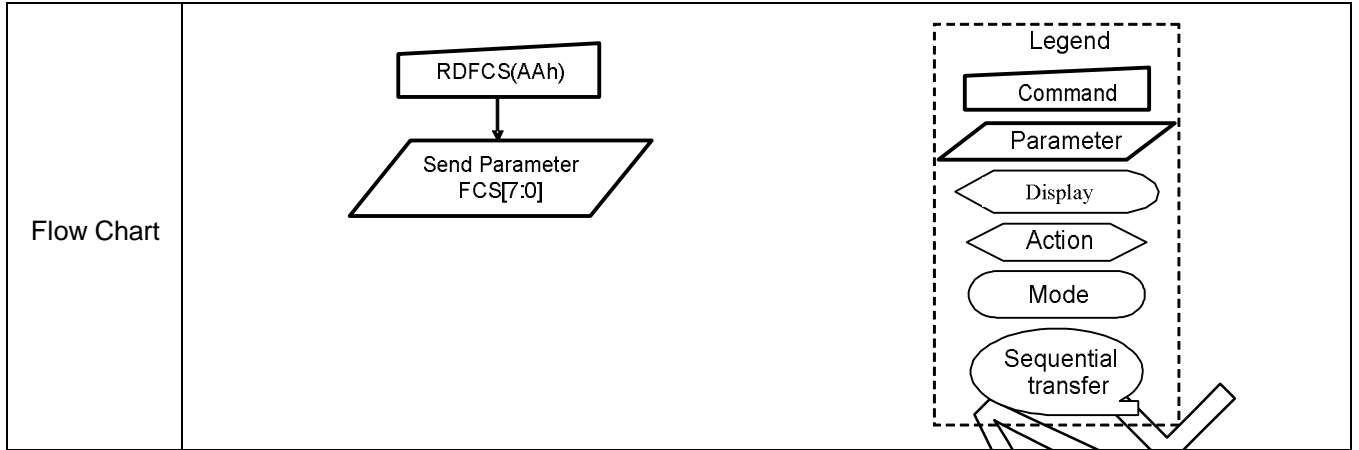 Flow Chart
RDFCS(AAh)
Send Parameter
FCS[7:0]
Legend
Command
Parameter
Display
Action
Mode
Sequential
transfer